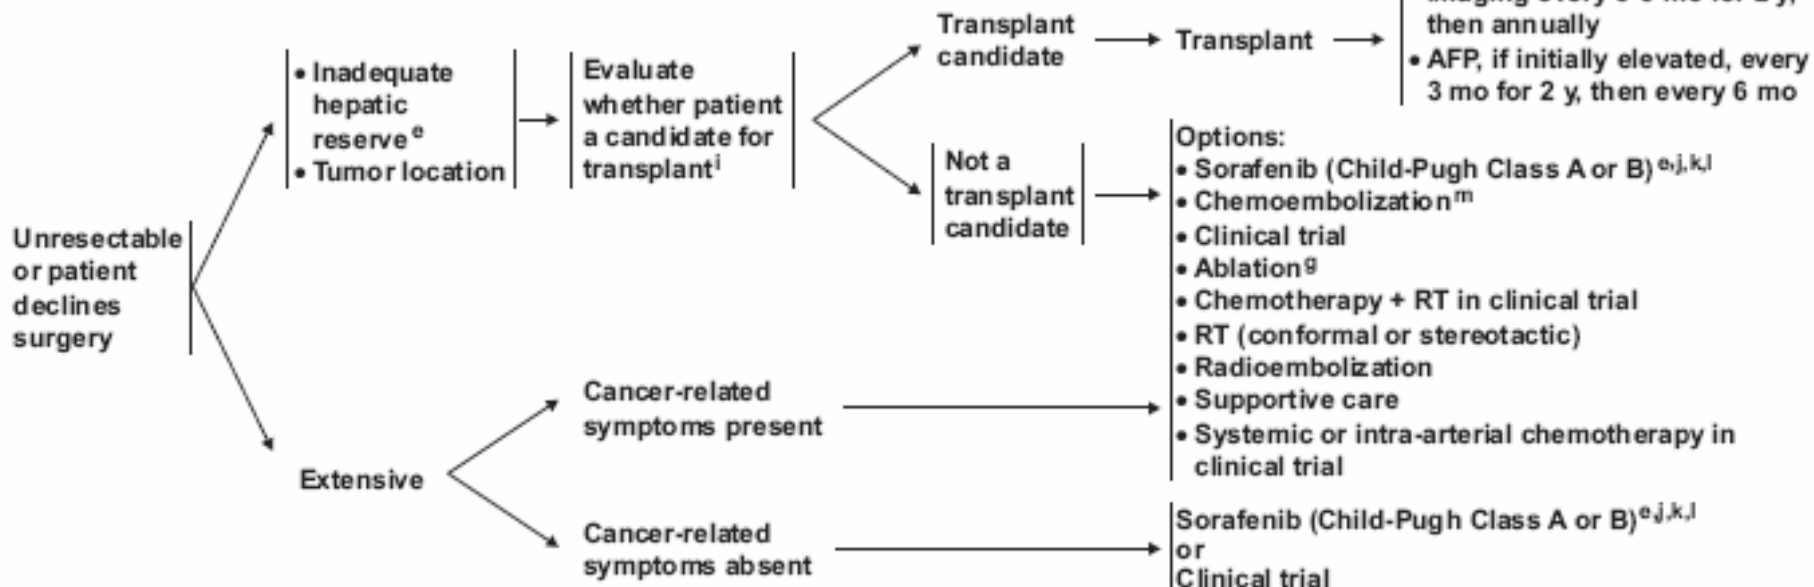 then annually
• AFP, if initially elevated, every
3 mo for 2 y, then every 6 mo
Transplant
candidate
Transplant
• Inadequate
hepatic
reserve e
• Tumor location
Evaluate
whether patient
a candidate for
transplant i
Not a
transplant
candidate
Options:
• Sorafenib (Child-Pugh Class A or B) e,j,k,l
• Chemoembolization m
• Clinical trial
• Ablation g
• Chemotherapy + RT in clinical trial
• RT (conformal or stereotactic)
• Radioembolization
• Supportive care
• Systemic or intra-arterial chemotherapy in
clinical trial
Unresectable
or patient
declines
surgery
Cancer-related
symptoms present
Extensive
Cancer-related
symptoms absent
Sorafenib (Child-Pugh Class A or B) e,j,k,l
or
Clinical trial